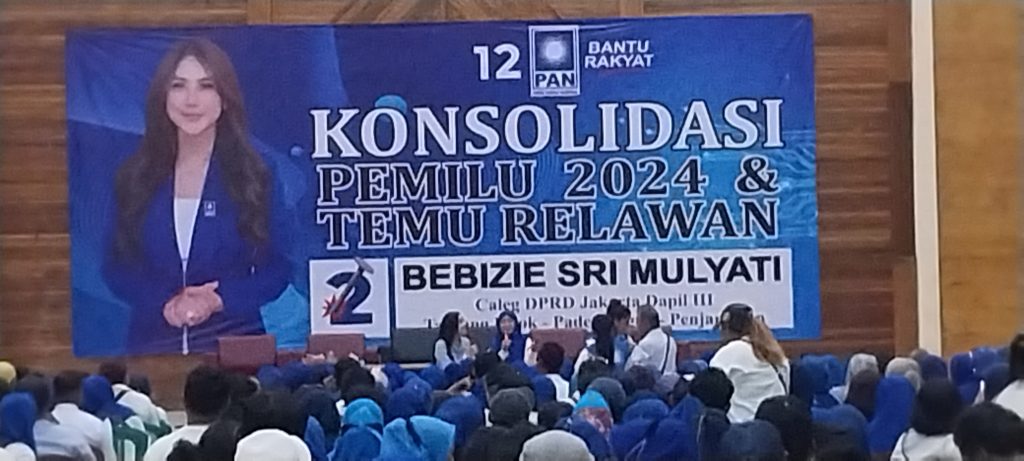 12 PAN BANTU
RAKYAT
KONSOLIDASI
PEMILU 2024 &
TEMU RELAWAN
2 BEBIZIE SRI MULYATI
Caleg DPRD Jakarta Dapil III